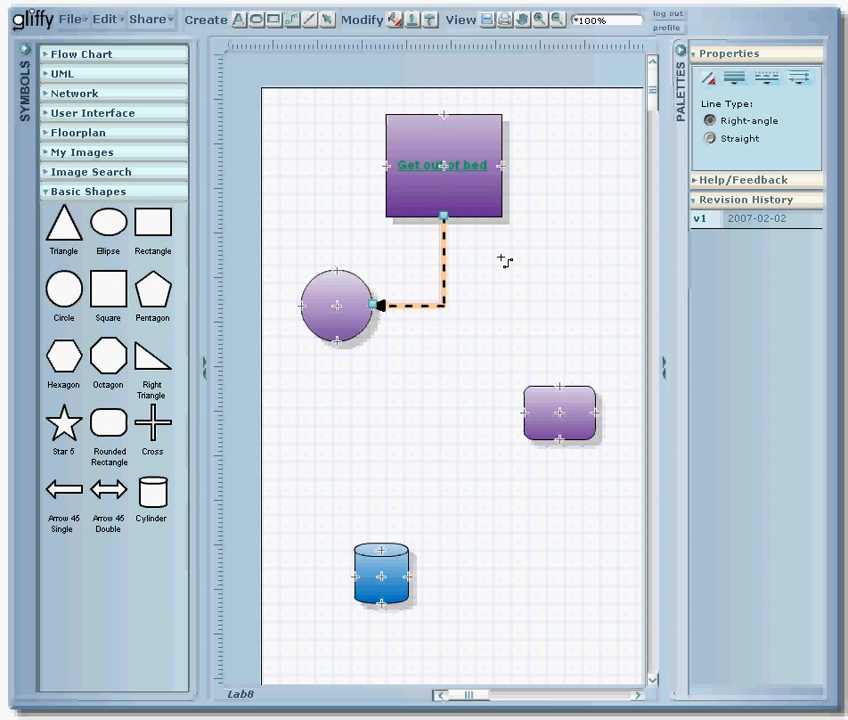 gliffy File Edit Share Create Modify View *100% log out
profile
SYMBOLS
Flow Chart
UML
Network
User Interface
Floorplan
My Images
Image Search
Basic Shapes
Triangle Ellipse Rectangle
Circle Square Pentagon
Hexagon Octagon Right
Triangle
Star 5 Rounded
Rectangle Cross
Arrow 45
Single Arrow 45
Double Cylinder
Get out of bed
Lab8
PALETTES
Properties
Line Type:
Right-angle
Straight
Help/Feedback
Revision History
v1 2007-02-02